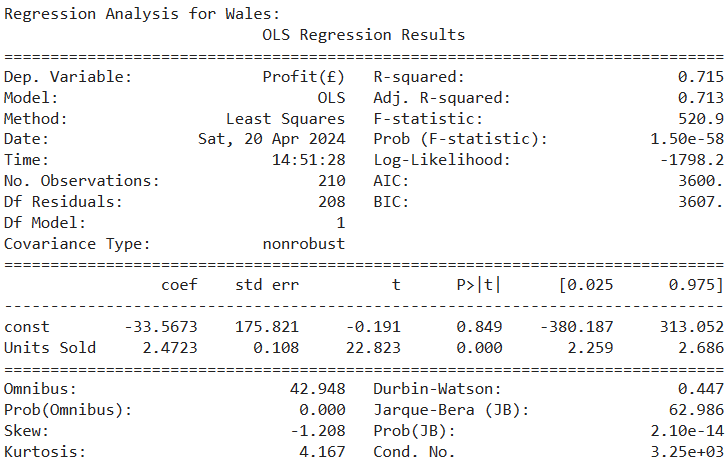 Regression Analysis for Wales:
OLS Regression Results
==============================================================================
Dep. Variable: Profit(£) R-squared: 0.715
Model: OLS Adj. R-squared: 0.713
Method: Least Squares F-statistic: 520.9
Date: Sat, 20 Apr 2024 Prob (F-statistic): 1.50e-58
Time: 14:51:28 Log-Likelihood: -1798.2
No. Observations: 210 AIC: 3600.
Df Residuals: 208 BIC: 3607.
Df Model: 1
Covariance Type: nonrobust
==============================================================================
coef std err t P>|t| [0.025 0.975]
------------------------------------------------------------------------------
const -33.5673 175.821 -0.191 0.849 -380.187 313.052
Units Sold 2.4723 0.108 22.823 0.000 2.259 2.686
==============================================================================
Omnibus: 42.948 Durbin-Watson: 0.447
Prob(Omnibus): 0.000 Jarque-Bera (JB): 62.986
Skew: -1.208 Prob(JB): 2.10e-14
Kurtosis: 4.167 Cond. No. 3.25e+03